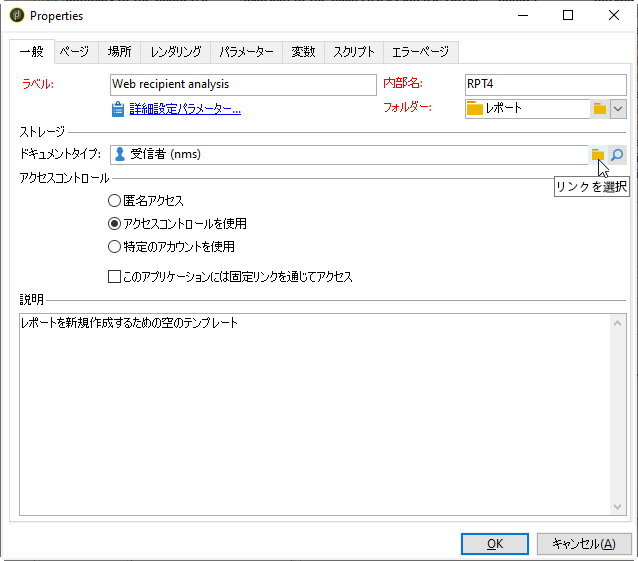 Properties
一般 ページ 場所 レンダリング パラメーター 変数 スクリプト エラーページ
ラベル: Web recipient analysis 内部名: RPT4
詳細設定パラメーター... フォルダー: レポート
ストレージ
ドキュメントタイプ: 受信者 (nms)
リンクを選択
アクセスコントロール
匿名アクセス
アクセスコントロールを使用
特定のアカウントを使用
このアプリケーションには固定リンクを通じてアクセス
説明
レポートを新規作成するための空のテンプレート
OK キャンセル(A)